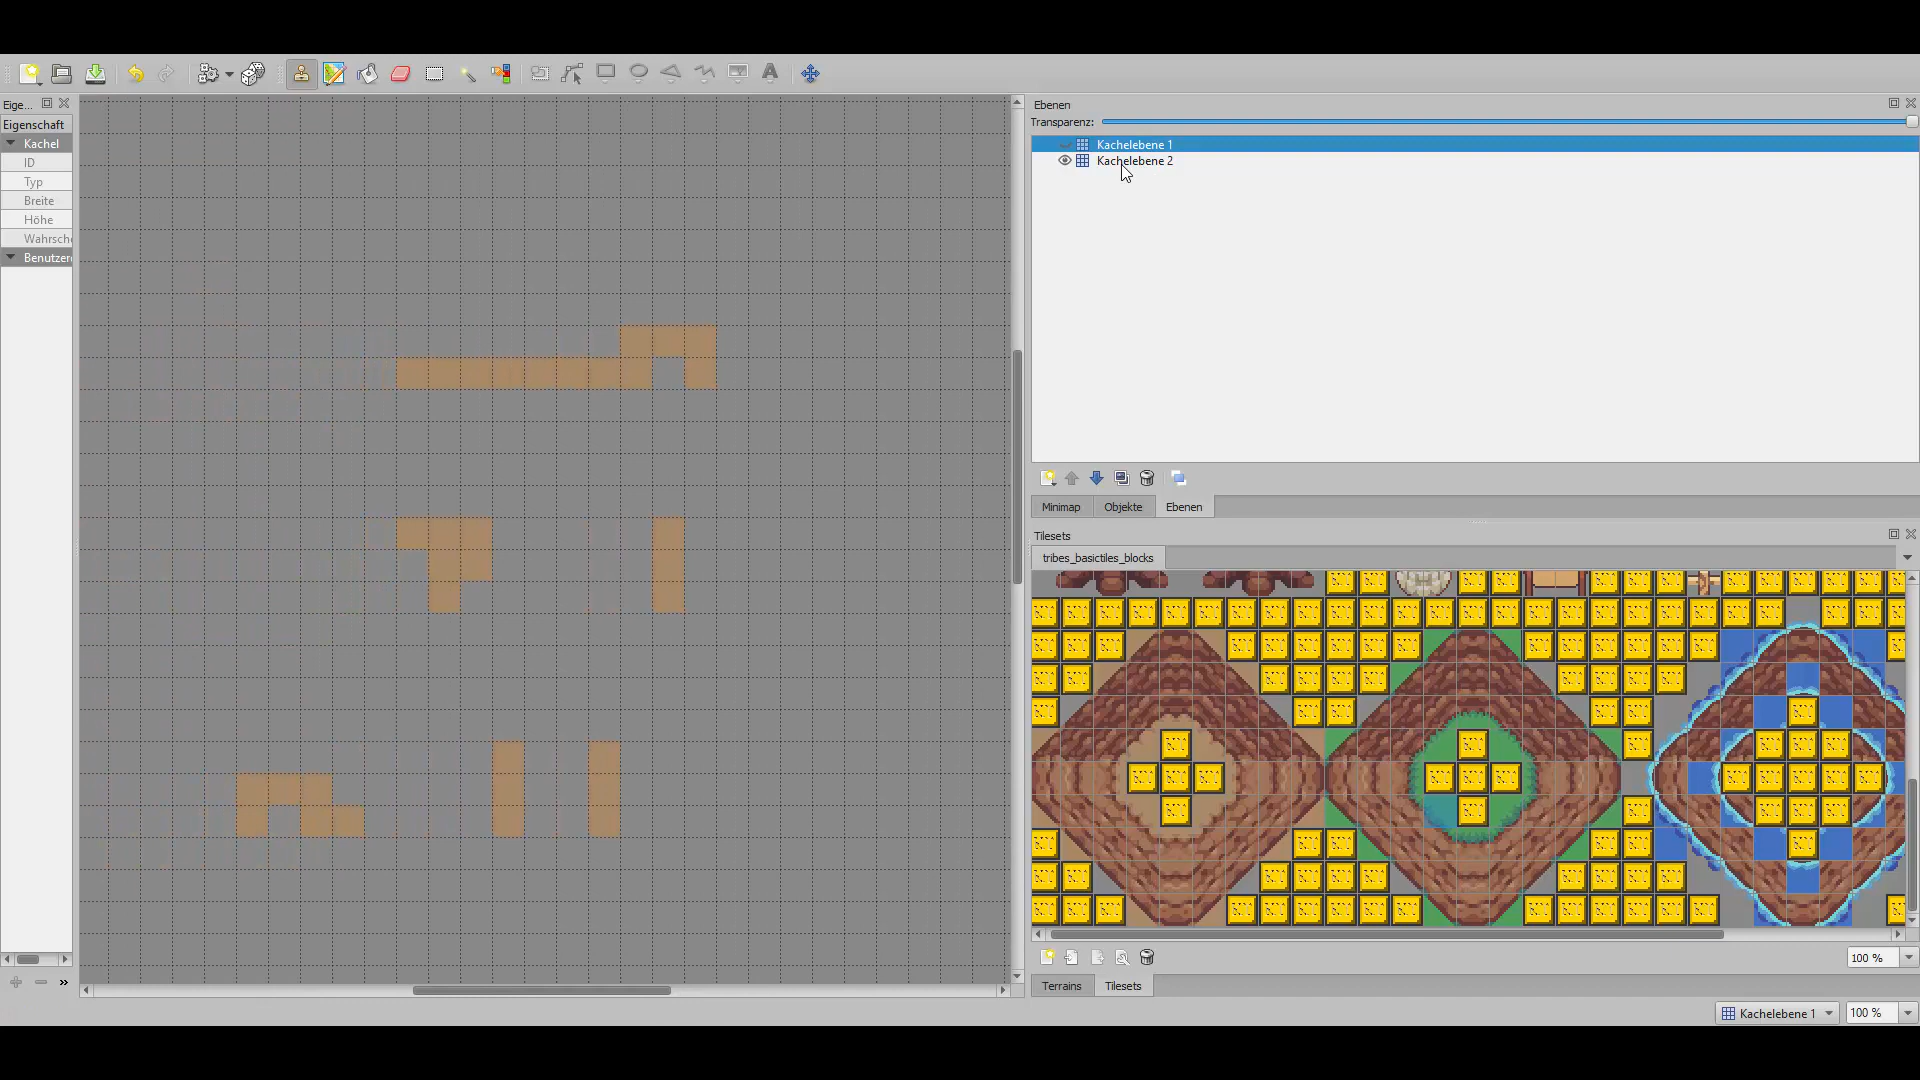 Eige...
Eigenschaft
Kachel
ID
Typ
Breite
Höhe
Wahrsche
Benutzer
Ebenen
Transparenz:
Kachelebene 1
Kachelebene 2
Minimap
Objekte
Ebenen
Tilesets
tribes_basictiles_blocks
100 %
Terrains
Tilesets
Kachelebene 1
100 %